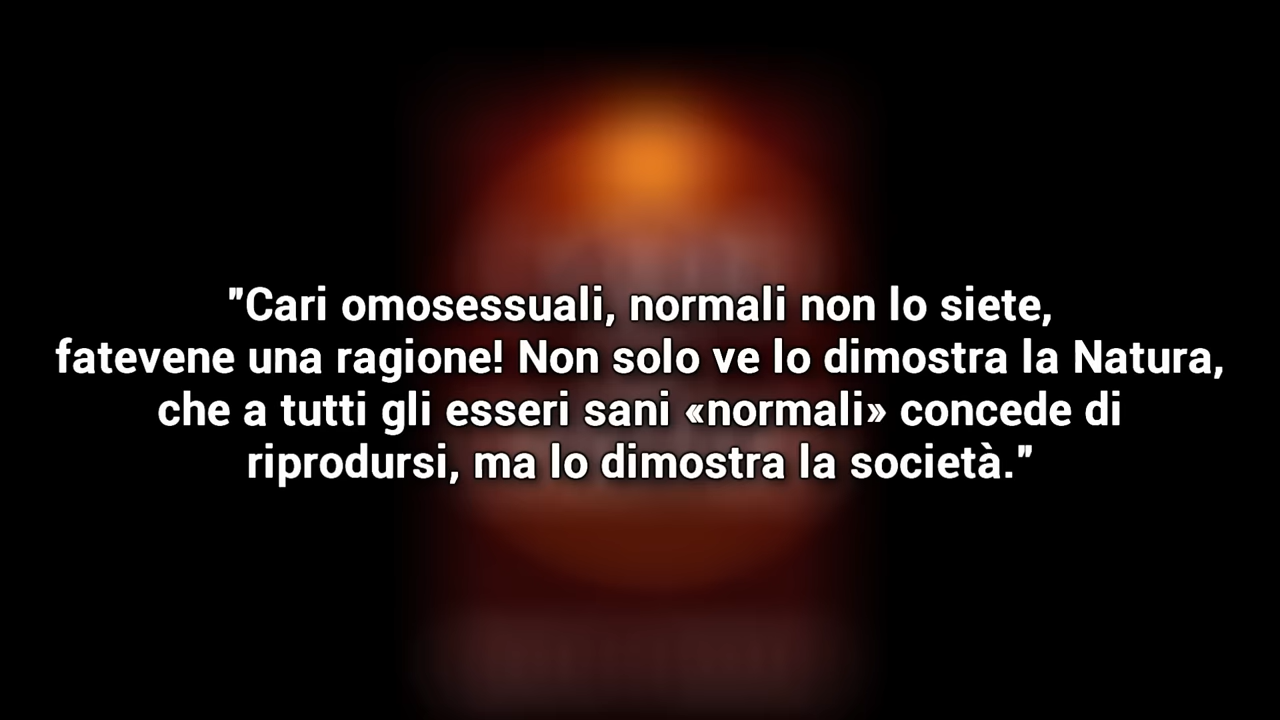 "Cari omosessuali, normali non lo siete,
fatevene una ragione! Non solo ve lo dimostra la Natura,
che a tutti gli esseri sani «normali» concede di
riprodursi, ma lo dimostra la società."